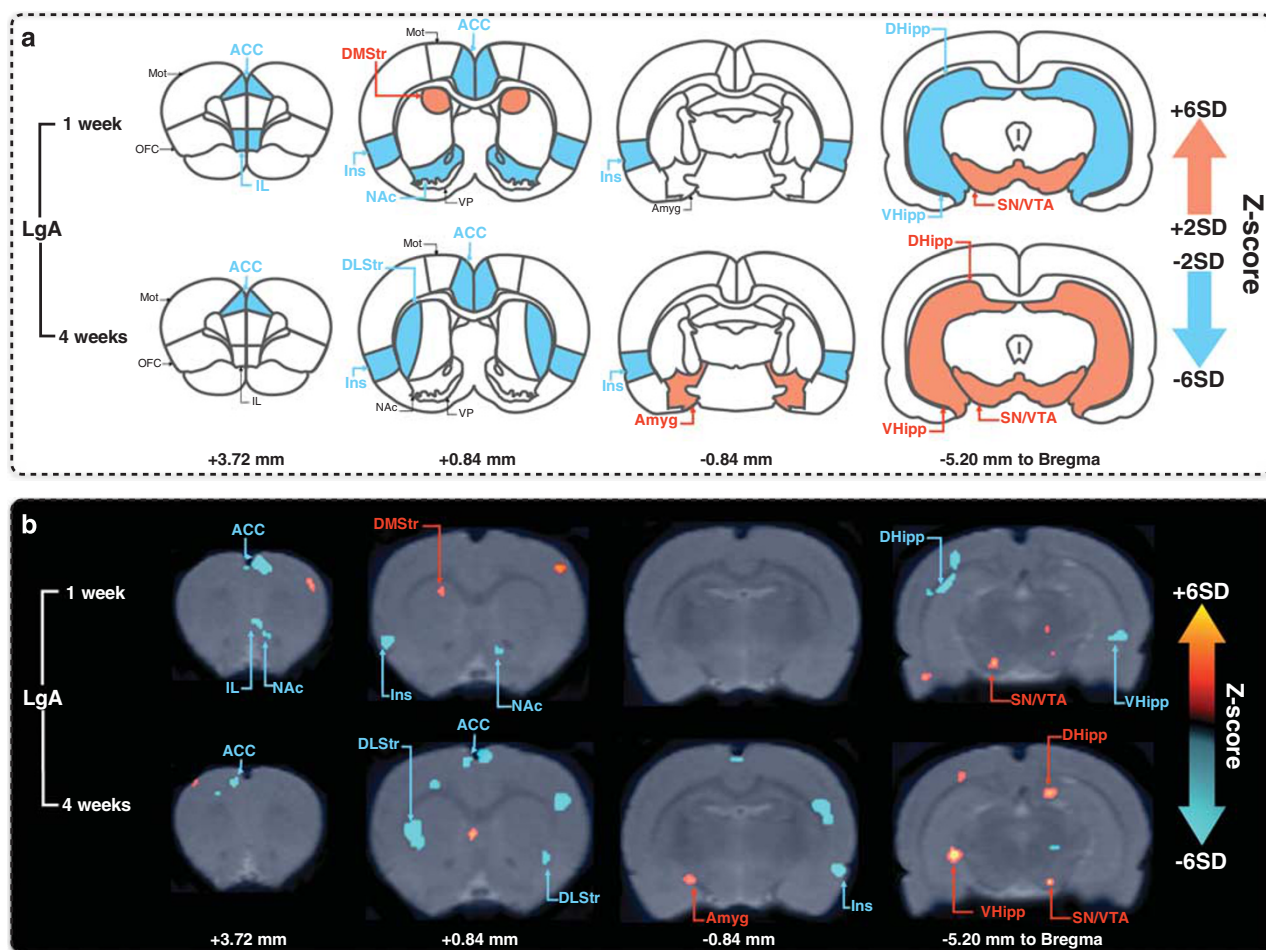 a
ACC
Mot
OFC
IL
1 week
LgA
4 weeks
Mot
ACC
DMStr
Ins
NAc
VP
Ins
Amyg
DHipp
VHipp
SN/VTA
+6SD
+2SD
-2SD
-6SD
Z-score
ACC
Mot
OFC
IL
Mot
ACC
DLStr
Ins
NAc
VP
Ins
Amyg
DHipp
VHipp
SN/VTA
+3.72 mm
+0.84 mm
-0.84 mm
-5.20 mm to Bregma
b
ACC
IL
NAc
1 week
LgA
4 weeks
DMStr
Ins
NAc
DHipp
SN/VTA
VHipp
+6SD
Z-score
-6SD
ACC
ACC
DLStr
DLStr
Amyg
Ins
DHipp
VHipp
SN/VTA
+3.72 mm
+0.84 mm
-0.84 mm
-5.20 mm to Bregma